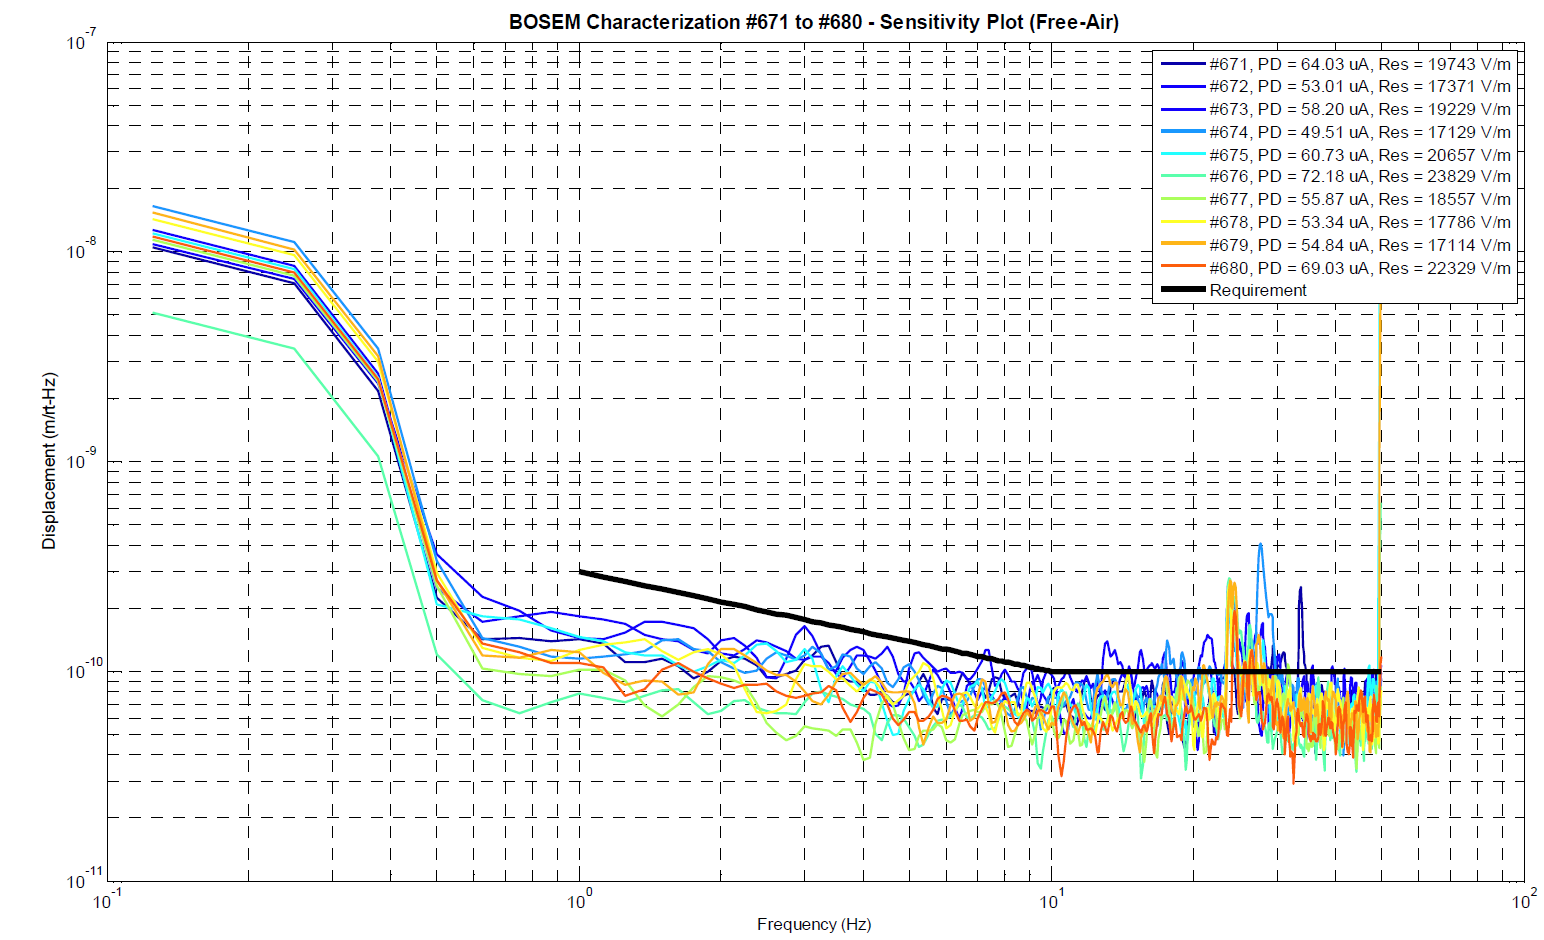 BOSEM Characterization #671 to #680 - Sensitivity Plot (Free-Air)
10^-7
10^-8
10^-9
10^-10
10^-11
Displacement (m/rt-Hz)
#671, PD = 64.03 uA, Res = 19743 V/m
#672, PD = 53.01 uA, Res = 17371 V/m
#673, PD = 58.20 uA, Res = 19229 V/m
#674, PD = 49.51 uA, Res = 17129 V/m
#675, PD = 60.73 uA, Res = 20657 V/m
#676, PD = 72.18 uA, Res = 23829 V/m
#677, PD = 55.87 uA, Res = 18557 V/m
#678, PD = 53.34 uA, Res = 17786 V/m
#679, PD = 54.84 uA, Res = 17114 V/m
#680, PD = 69.03 uA, Res = 22329 V/m
Requirement
10^-1 10^0 10^1 10^2
Frequency (Hz)